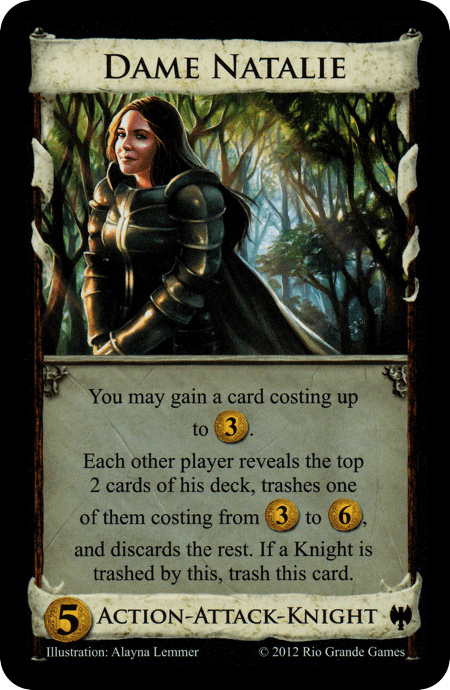 DAME NATALIE
You may gain a card costing up
to 3.
Each other player reveals the top
2 cards of his deck, trashes one
of them costing from 3 to 6,
and discards the rest. If a Knight is
trashed by this, trash this card.
5 ACTION-ATTACK-KNIGHT
Illustration: Alayna Lemmer © 2012 Rio Grande Games